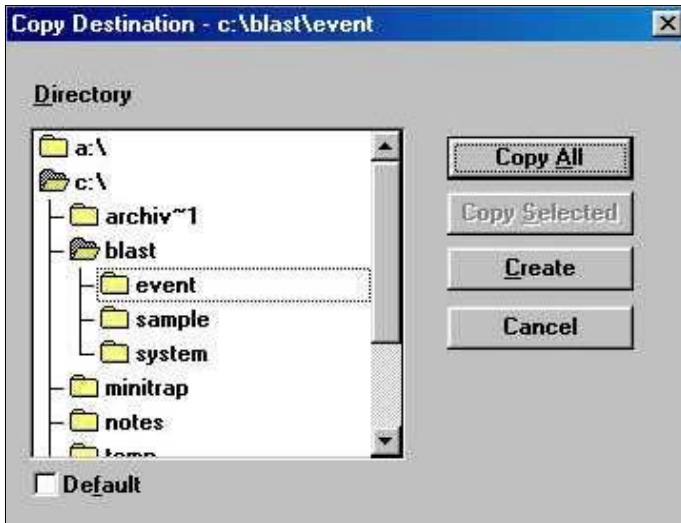 Copy Destination - c:\blast\event
Directory
a:\
c:\
archiv~1
blast
event
sample
system
minitrap
notes
temp
Default
Copy All
Copy Selected
Create
Cancel